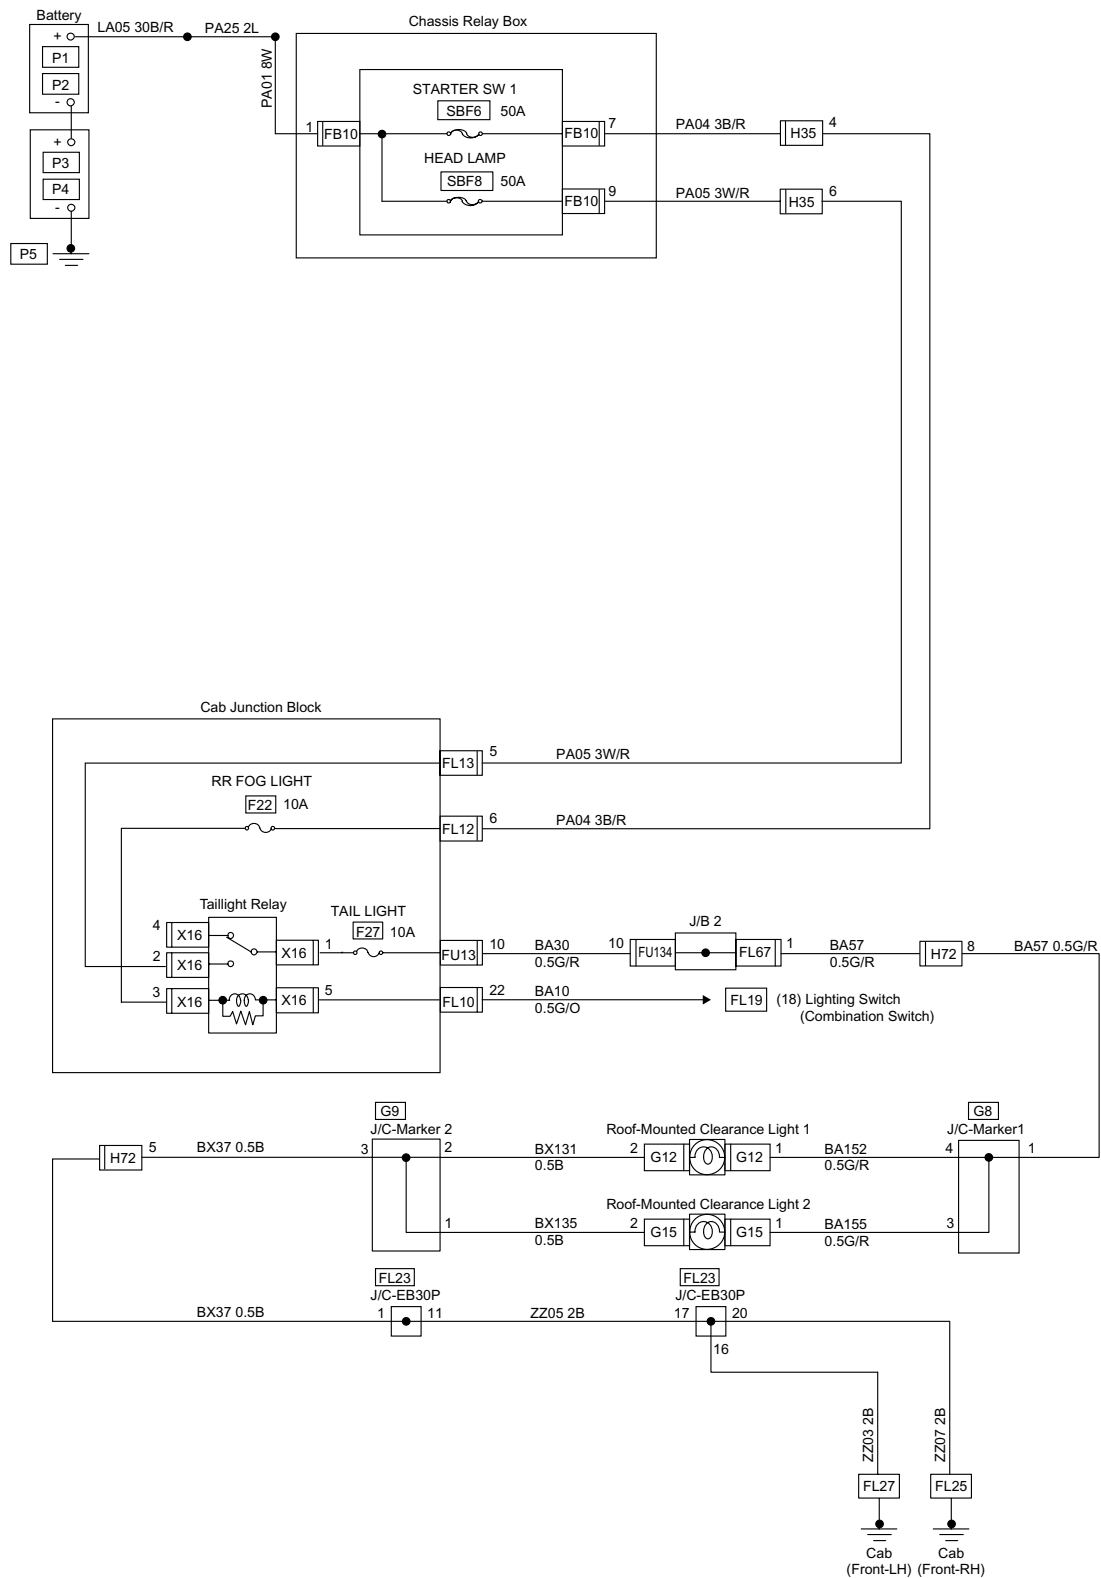 Battery
Chassis Relay Box
+
LA05 30B/R
PA25 2L
P1
P2
-
PA01 8W
STARTER SW 1
SBF6 50A
1
FB10
FB10
7
PA04 3B/R
H35
4
+
P3
P4
-
HEAD LAMP
SBF8 50A
FB10
9
PA05 3W/R
H35
6
P5
Cab Junction Block
FL13
5
PA05 3W/R
RR FOG LIGHT
F22 10A
FL12
6
PA04 3B/R
Taillight Relay
TAIL LIGHT
F27 10A
4
X16
2
X16
X16
1
FU13
10
BA30
0.5G/R
10
FU134
J/B 2
FL67
1
BA57
0.5G/R
H72
8
BA57 0.5G/R
3
X16
X16
5
FL10
22
BA10
0.5G/O
FL19
(18) Lighting Switch
(Combination Switch)
G9
J/C-Marker 2
G8
J/C-Marker1
Roof-Mounted Clearance Light 1
H72
5
BX37 0.5B
3
2
BX131
0.5B
2
G12
G12
1
BA152
0.5G/R
4
1
Roof-Mounted Clearance Light 2
1
BX135
0.5B
2
G15
G15
1
BA155
0.5G/R
3
FL23
J/C-EB30P
FL23
J/C-EB30P
BX37 0.5B
1
11
ZZ05 2B
17
20
16
ZZ03 2B
ZZ07 2B
FL27
FL25
Cab
(Front-LH)
Cab
(Front-RH)